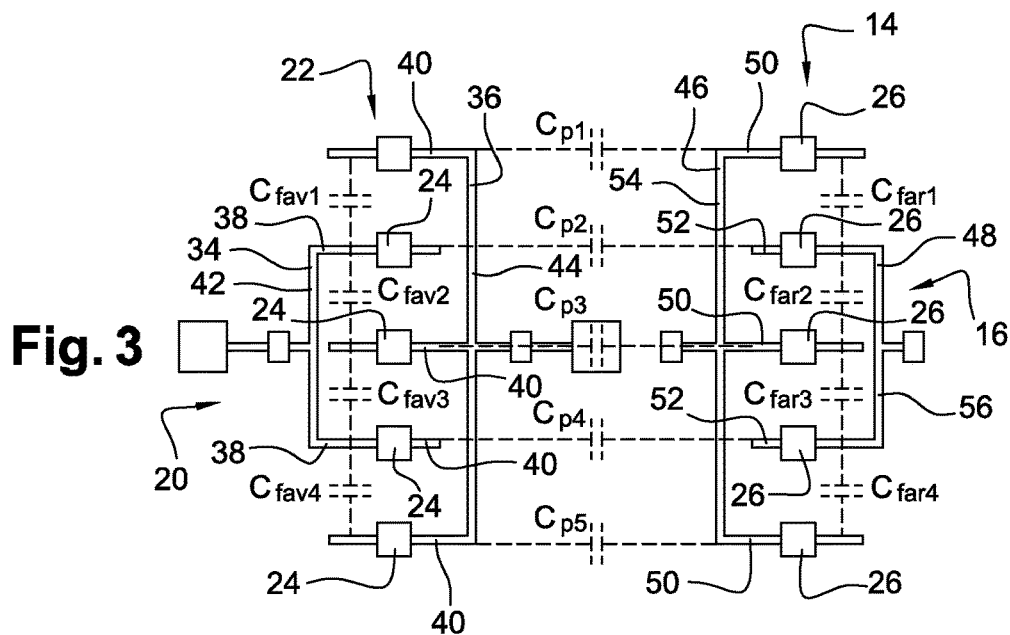 14
22 40 46 50 26
36
Cp1
24
54
Cfav1 Cfar1
38 Cp2 52 26 48
34
42 44
Cfav2 Cp3 Cfar2
24 50 26 16
Fig. 3
40
Cfav3 Cp4 52 Cfar3 56
20 38 40
24 26
Cfav4 Cfar4
Cp5
24 50 26
40